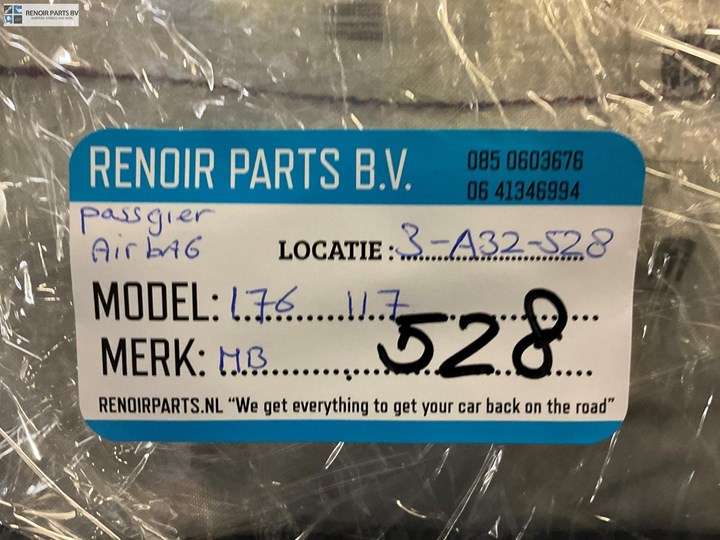 RENOIR PARTS BV
RENOIR PARTS B.V.
085 0603676
06 41346994
passgier
AirbAG
LOCATIE: 3-A32-528
MODEL: 176 117
528
MERK: MB
RENOIRPARTS.NL “We get everything to get your car back on the road”